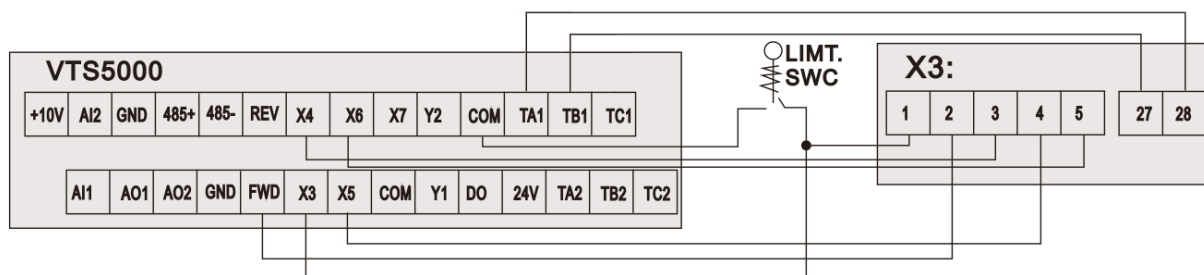 VTS5000
LIMT.
SWC
X3:
+10V AI2 GND 485+ 485- REV X4 X6 X7 Y2 COM TA1 TB1 TC1
1 2 3 4 5 27 28
AI1 AO1 AO2 GND FWD X3 X5 COM Y1 DO 24V TA2 TB2 TC2